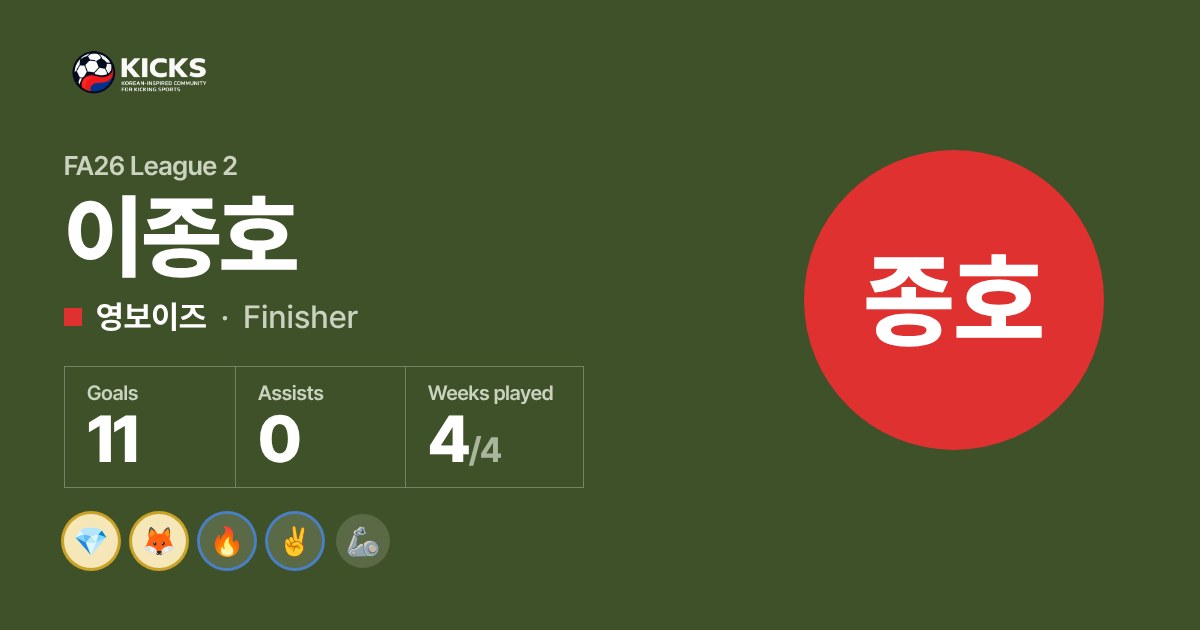 KICKS
KOREAN-INSPIRED COMMUNITY
FOR KICKING SPORTS
FA26 League 2
이종호
영보이즈 · Finisher
Goals
11
Assists
0
Weeks played
4/4
종호